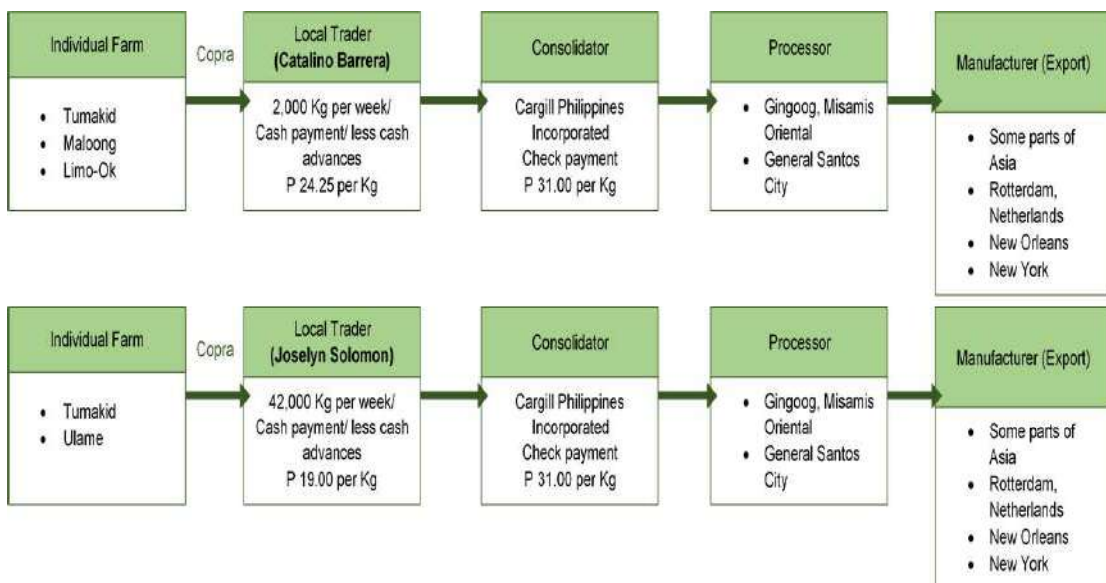 Individual Farm
• Tumakid
• Maloong
• Limo-Ok
Copra
Local Trader
(Catalino Barrera)
2,000 Kg per week/
Cash payment/ less cash
advances
P 24.25 per Kg
Consolidator
Cargill Philippines
Incorporated
Check payment
P 31.00 per Kg
Processor
• Gingoog, Misamis
Oriental
• General Santos
City
Manufacturer (Export)
• Some parts of
Asia
• Rotterdam,
Netherlands
• New Orleans
• New York
Individual Farm
• Tumakid
• Ulame
Copra
Local Trader
(Joselyn Solomon)
42,000 Kg per week/
Cash payment/ less cash
advances
P 19.00 per Kg
Consolidator
Cargill Philippines
Incorporated
Check payment
P 31.00 per Kg
Processor
• Gingoog, Misamis
Oriental
• General Santos
City
Manufacturer (Export)
• Some parts of
Asia
• Rotterdam,
Netherlands
• New Orleans
• New York